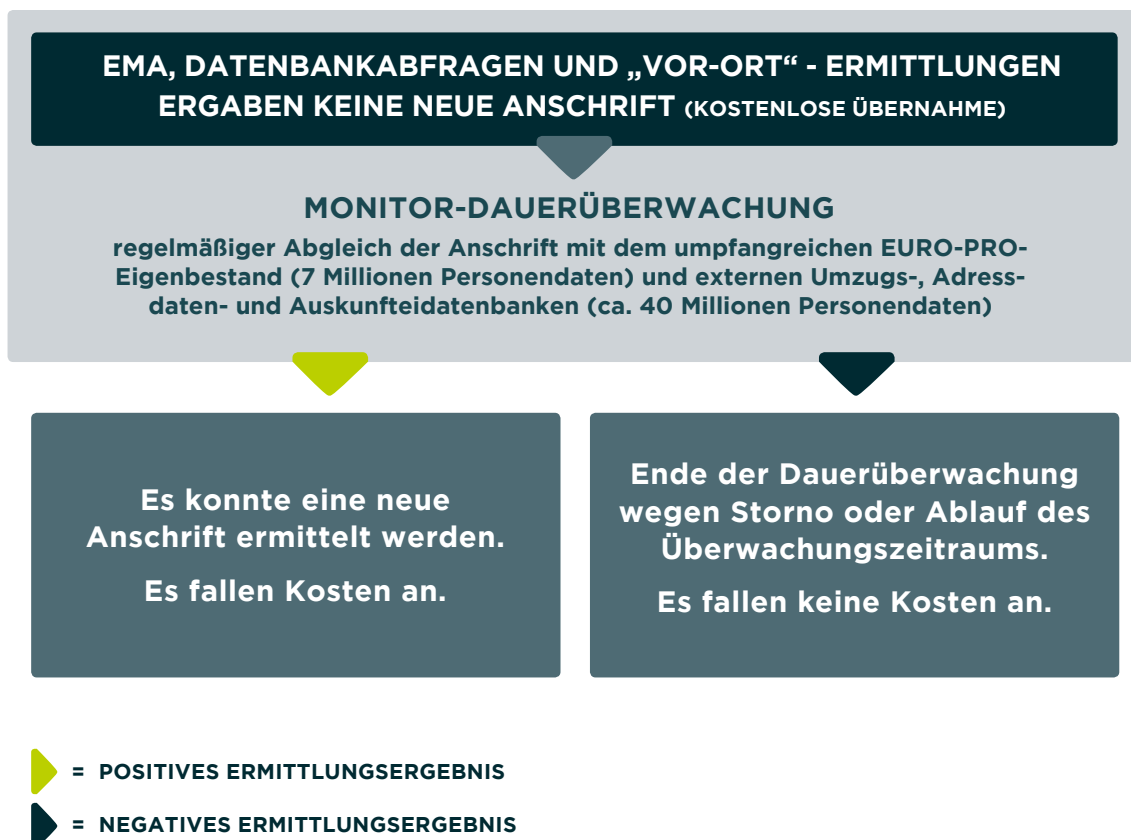 EMA, DATENBANKABFRAGEN UND „VOR-ORT“ - ERMITTLUNGEN
ERGABEN KEINE NEUE ANSCHRIFT (KOSTENLOSE ÜBERNAHME)
MONITOR-DAUERÜBERWACHUNG
regelmäßiger Abgleich der Anschrift mit dem umpfangreichen EURO-PRO-
Eigenbestand (7 Millionen Personendaten) und externen Umzugs-, Adress-
daten- und Auskunfteidatenbanken (ca. 40 Millionen Personendaten)
Es konnte eine neue
Anschrift ermittelt werden.
Es fallen Kosten an.
Ende der Dauerüberwachung
wegen Storno oder Ablauf des
Überwachungszeitraums.
Es fallen keine Kosten an.
= POSITIVES ERMITTLUNGSERGEBNIS
= NEGATIVES ERMITTLUNGSERGEBNIS